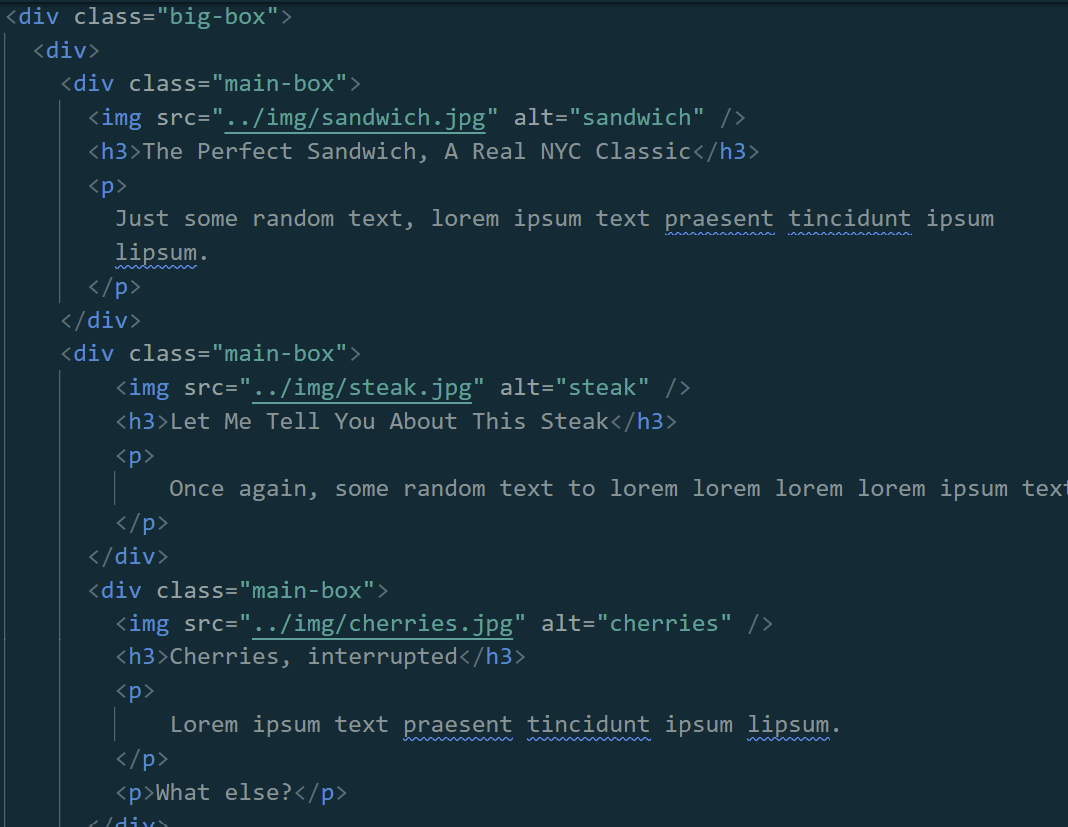 <div class="big-box">
<div>
<div class="main-box">
<img src="../img/sandwich.jpg" alt="sandwich" />
<h3>The Perfect Sandwich, A Real NYC Classic</h3>
<p>
Just some random text, lorem ipsum text praesent tincidunt ipsum
lipsum.
</p>
</div>
<div class="main-box">
<img src="../img/steak.jpg" alt="steak" />
<h3>Let Me Tell You About This Steak</h3>
<p>
Once again, some random text to lorem lorem lorem lorem ipsum text
</p>
</div>
<div class="main-box">
<img src="../img/cherries.jpg" alt="cherries" />
<h3>Cherries, interrupted</h3>
<p>
Lorem ipsum text praesent tincidunt ipsum lipsum.
</p>
<p>What else?</p>
</div>